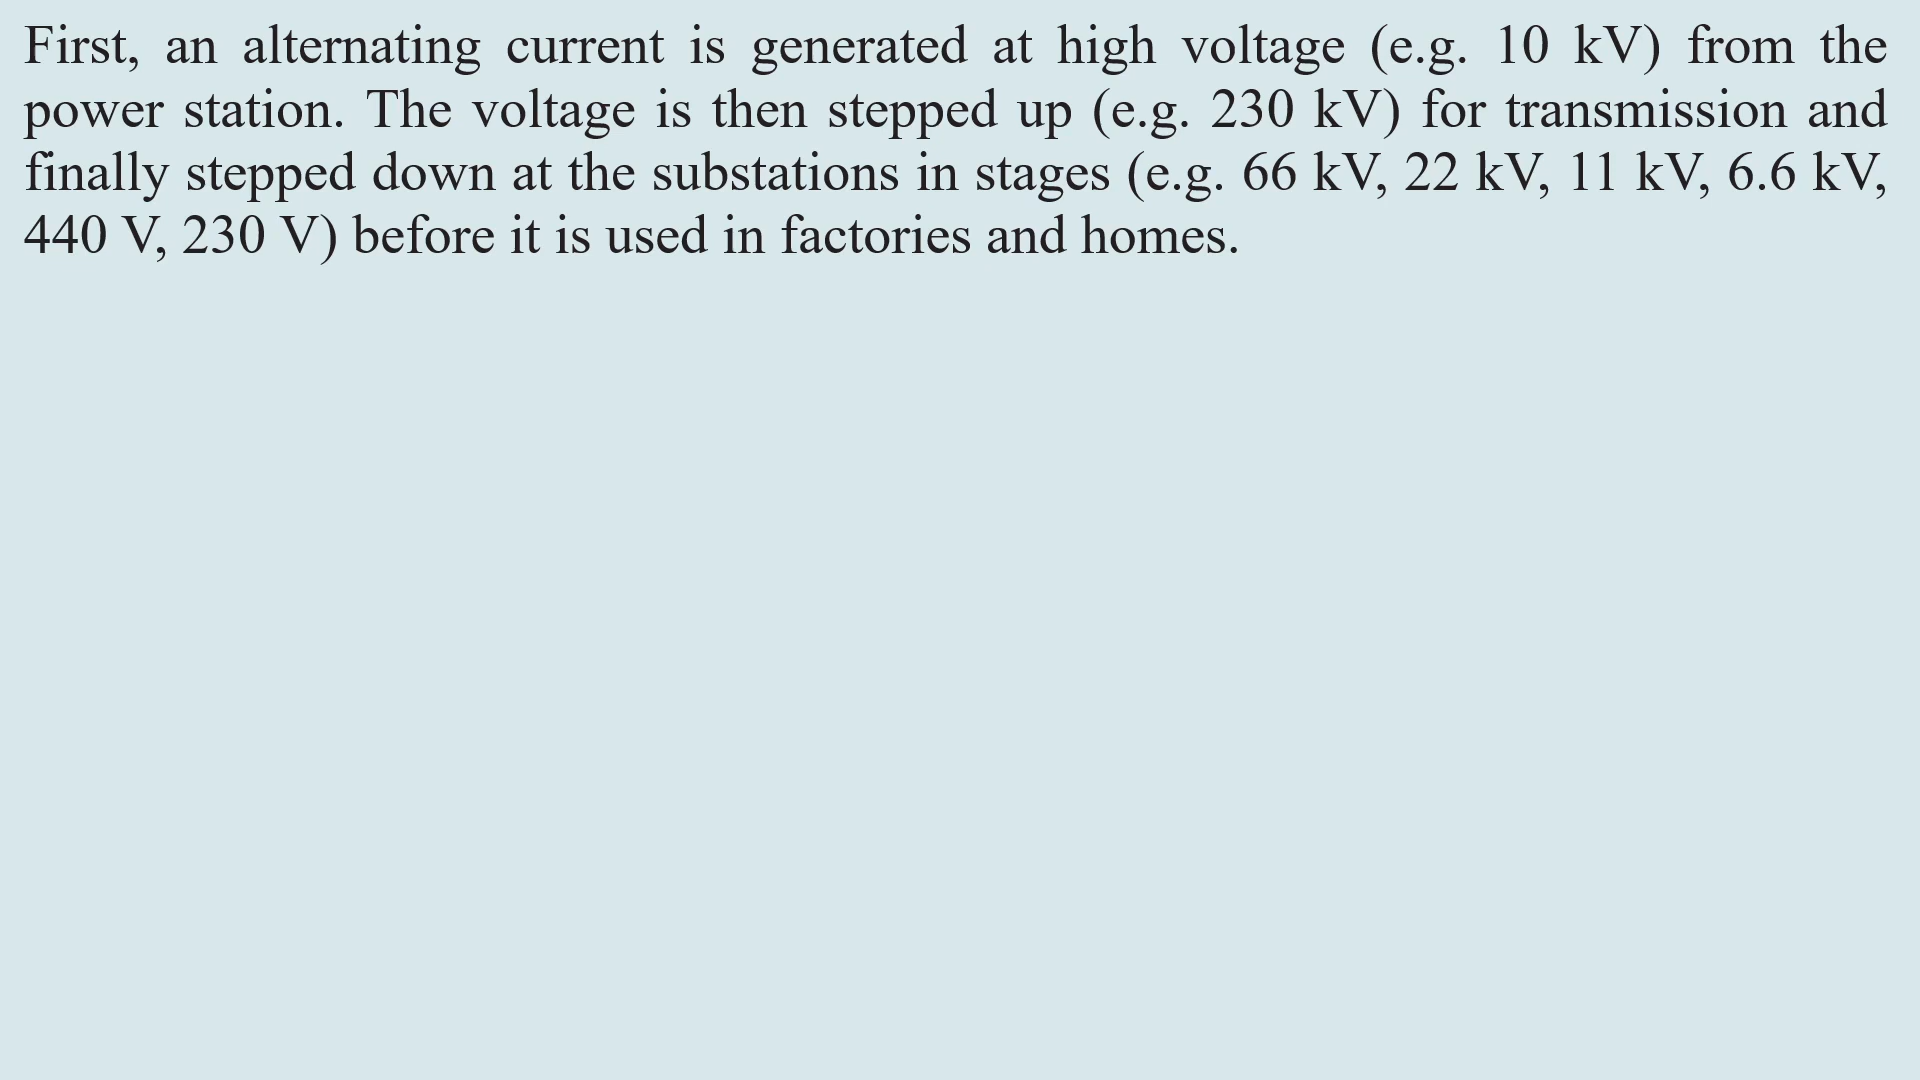 First, an alternating current is generated at high voltage (e.g. 10 kV) from the
power station. The voltage is then stepped up (e.g. 230 kV) for transmission and
finally stepped down at the substations in stages (e.g. 66 kV, 22 kV, 11 kV, 6.6 kV,
440 V, 230 V) before it is used in factories and homes.